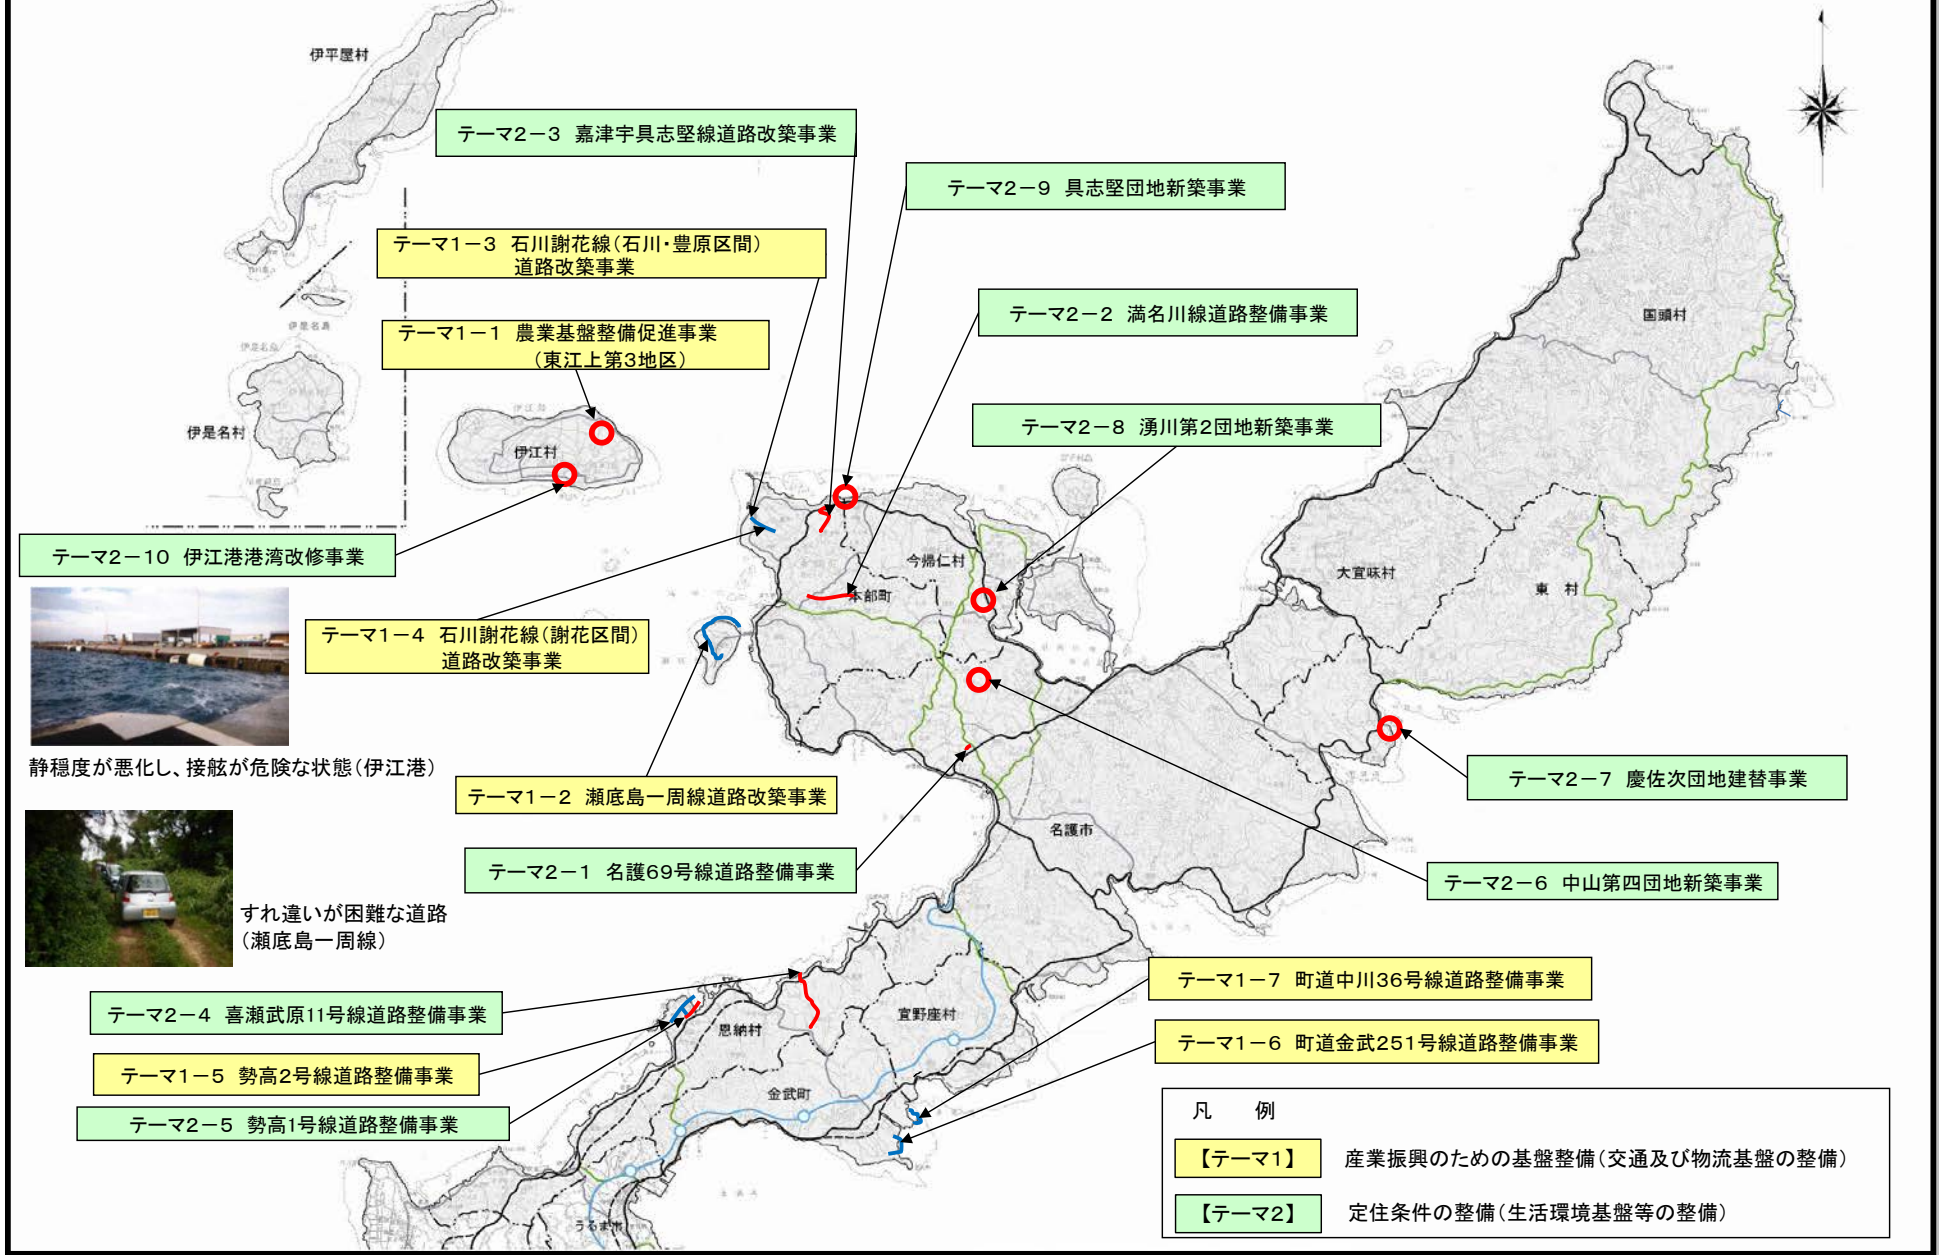 伊平屋村
テーマ2-3 嘉津宇具志堅線道路改築事業
テーマ2-9 具志堅団地新築事業
テーマ1-3 石川謝花線(石川・豊原区間)
道路改築事業
テーマ2-2 満名川線道路整備事業
国頭村
テーマ1-1 農業基盤整備促進事業
(東江上第3地区)
伊是名村
伊江村
テーマ2-8 湧川第2団地新築事業
テーマ2-10 伊江港港湾改修事業
今帰仁村
本部町
大宜味村
東 村
テーマ1-4 石川謝花線(謝花区間)
道路改築事業
静穏度が悪化し、接舷が危険な状態(伊江港)
テーマ1-2 瀬底島一周線道路改築事業
テーマ2-7 慶佐次団地建替事業
名護市
テーマ2-1 名護69号線道路整備事業
テーマ2-6 中山第四団地新築事業
すれ違いが困難な道路
(瀬底島一周線)
テーマ1-7 町道中川36号線道路整備事業
テーマ2-4 喜瀬武原11号線道路整備事業
恩納村
宜野座村
テーマ1-6 町道金武251号線道路整備事業
テーマ1-5 勢高2号線道路整備事業
金武町
テーマ2-5 勢高1号線道路整備事業
うるま市
凡 例
【テーマ1】 産業振興のための基盤整備(交通及び物流基盤の整備)
【テーマ2】 定住条件の整備(生活環境基盤等の整備)